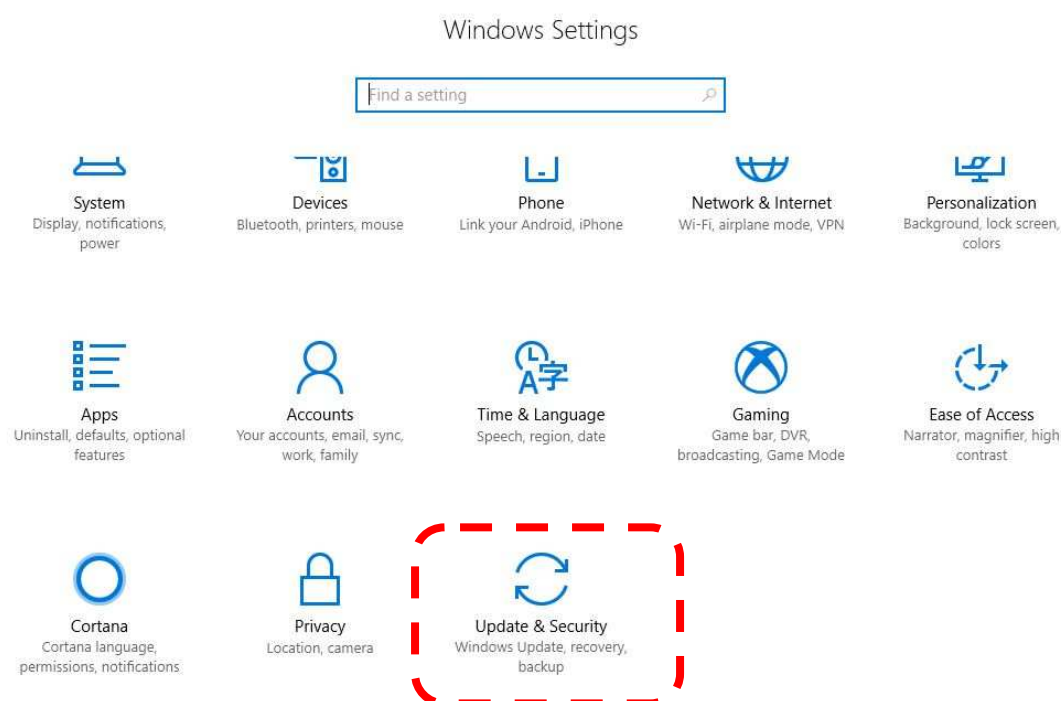 Windows Settings
Find a setting
System
Display, notifications,
power
Devices
Bluetooth, printers, mouse
Phone
Link your Android, iPhone
Network & Internet
Wi-Fi, airplane mode, VPN
Personalization
Background, lock screen,
colors
Apps
Uninstall, defaults, optional
features
Accounts
Your accounts, email, sync,
work, family
A字
Time & Language
Speech, region, date
Gaming
Game bar, DVR,
broadcasting, Game Mode
Ease of Access
Narrator, magnifier, high
contrast
Cortana
Cortana language,
permissions, notifications
Privacy
Location, camera
Update & Security
Windows Update, recovery,
backup